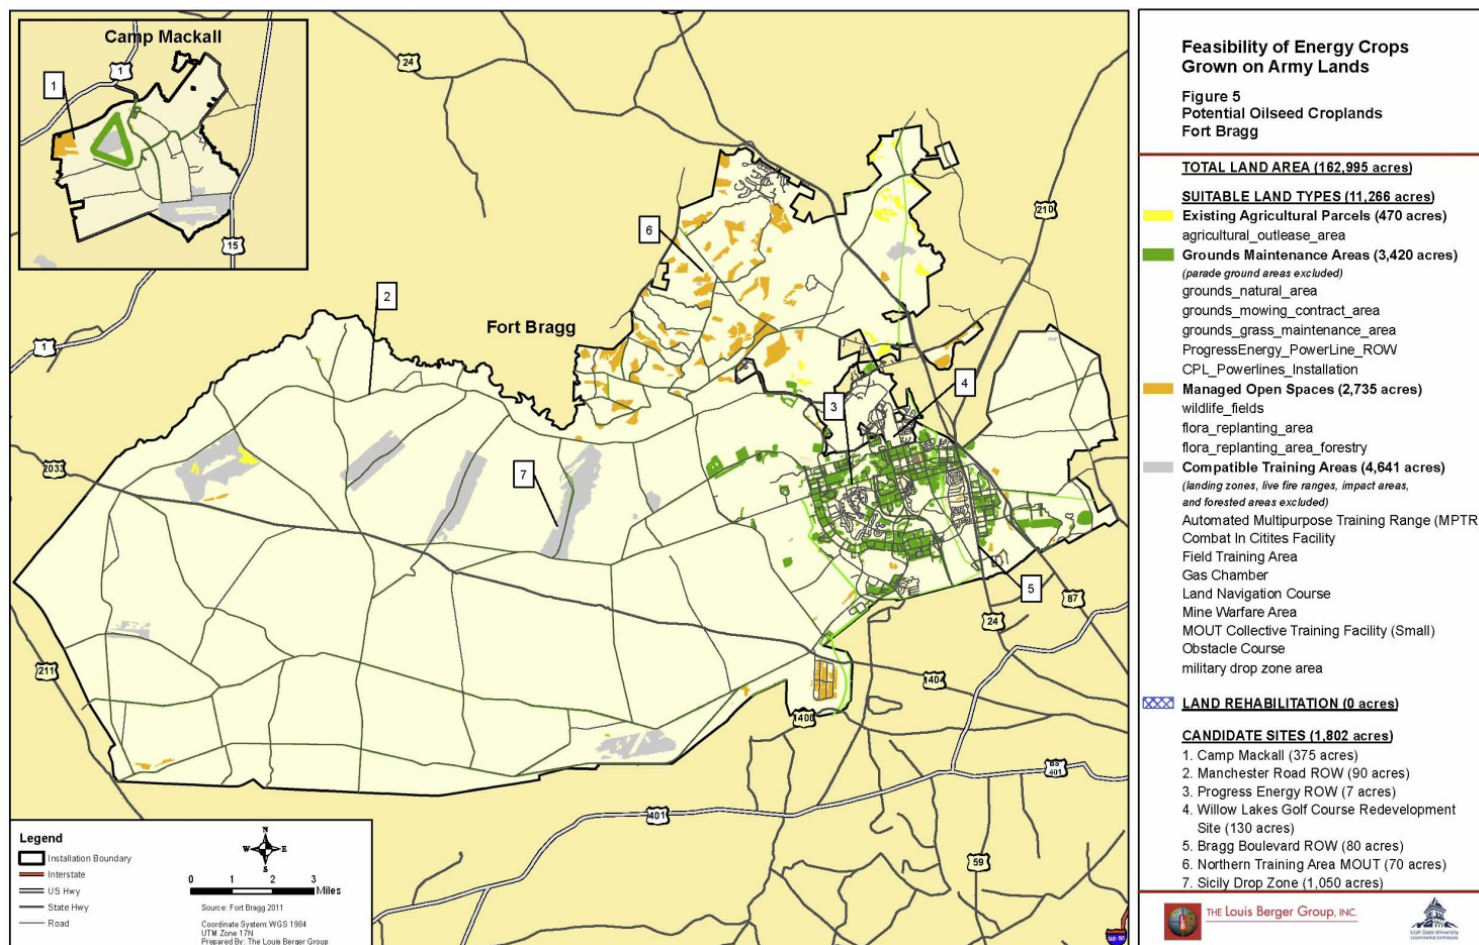 Camp Mackall
1
1
15
24
210
6
2
Fort Bragg
1
4
3
2033
7
5
87
24
211
1404
1400
BS
401
401
59
Legend
Installation Boundary
Interstate
US Hwy
State Hwy
Road
N
W E
S
0 1 2 3
Miles
Source: Fort Bragg 2011
Coordinate System: WGS 1984
UTM Zone 17N
Prepared By: The Louis Berger Group
Feasibility of Energy Crops
Grown on Army Lands
Figure 5
Potential Oilseed Croplands
Fort Bragg
TOTAL LAND AREA (162,995 acres)
SUITABLE LAND TYPES (11,266 acres)
Existing Agricultural Parcels (470 acres)
agricultural_outlease_area
Grounds Maintenance Areas (3,420 acres)
(parade ground areas excluded)
grounds_natural_area
grounds_mowing_contract_area
grounds_grass_maintenance_area
ProgressEnergy_PowerLine_ROW
CPL_Powerlines_Installation
Managed Open Spaces (2,735 acres)
wildlife_fields
flora_replanting_area
flora_replanting_area_forestry
Compatible Training Areas (4,641 acres)
(landing zones, live fire ranges, impact areas,
and forested areas excluded)
Automated Multipurpose Training Range (MPTR
Combat In Citites Facility
Field Training Area
Gas Chamber
Land Navigation Course
Mine Warfare Area
MOUT Collective Training Facility (Small)
Obstacle Course
military drop zone area
LAND REHABILITATION (0 acres)
CANDIDATE SITES (1,802 acres)
1. Camp Mackall (375 acres)
2. Manchester Road ROW (90 acres)
3. Progress Energy ROW (7 acres)
4. Willow Lakes Golf Course Redevelopment
Site (130 acres)
5. Bragg Boulevard ROW (80 acres)
6. Northern Training Area MOUT (70 acres)
7. Sicily Drop Zone (1,050 acres)
THE Louis Berger Group, INC.
Utah State University
COOPERATIVE EXTENSION